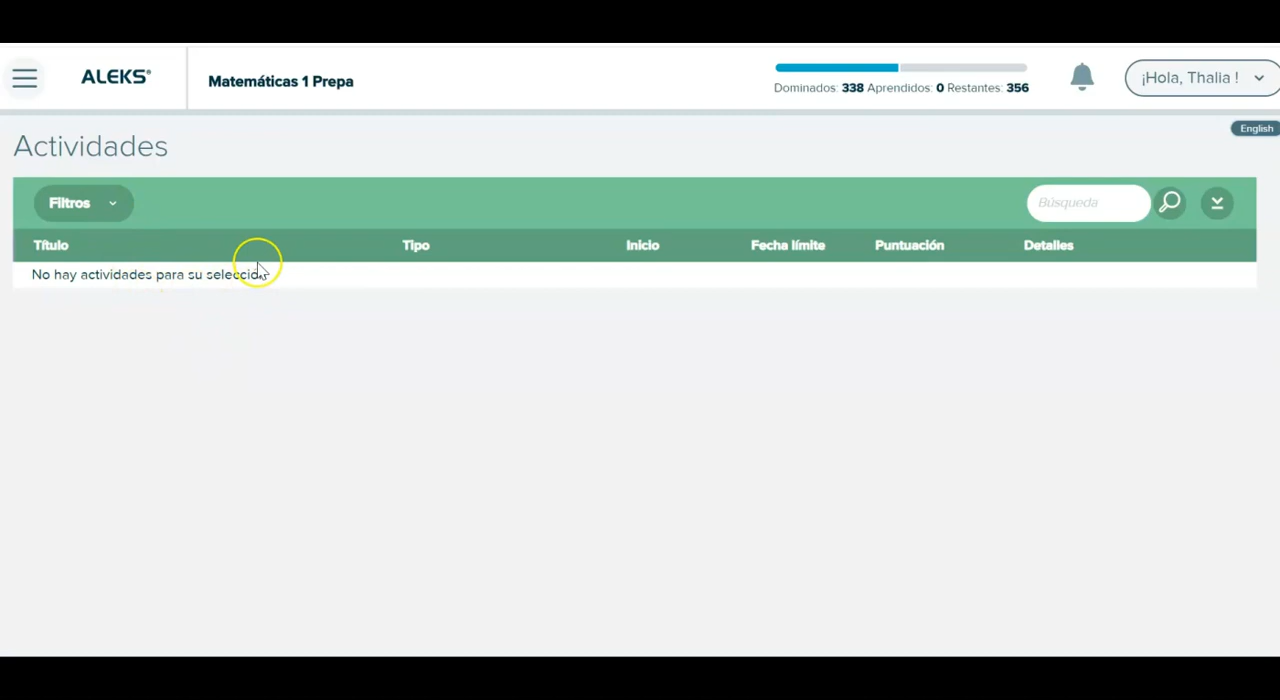 ALEKS®
Matemáticas 1 Prepa
Dominados: 338 Aprendidos: 0 Restantes: 356
¡Hola, Thalia !
English
Actividades
Filtros
Búsqueda
Título Tipo Inicio Fecha límite Puntuación Detalles
No hay actividades para su selección